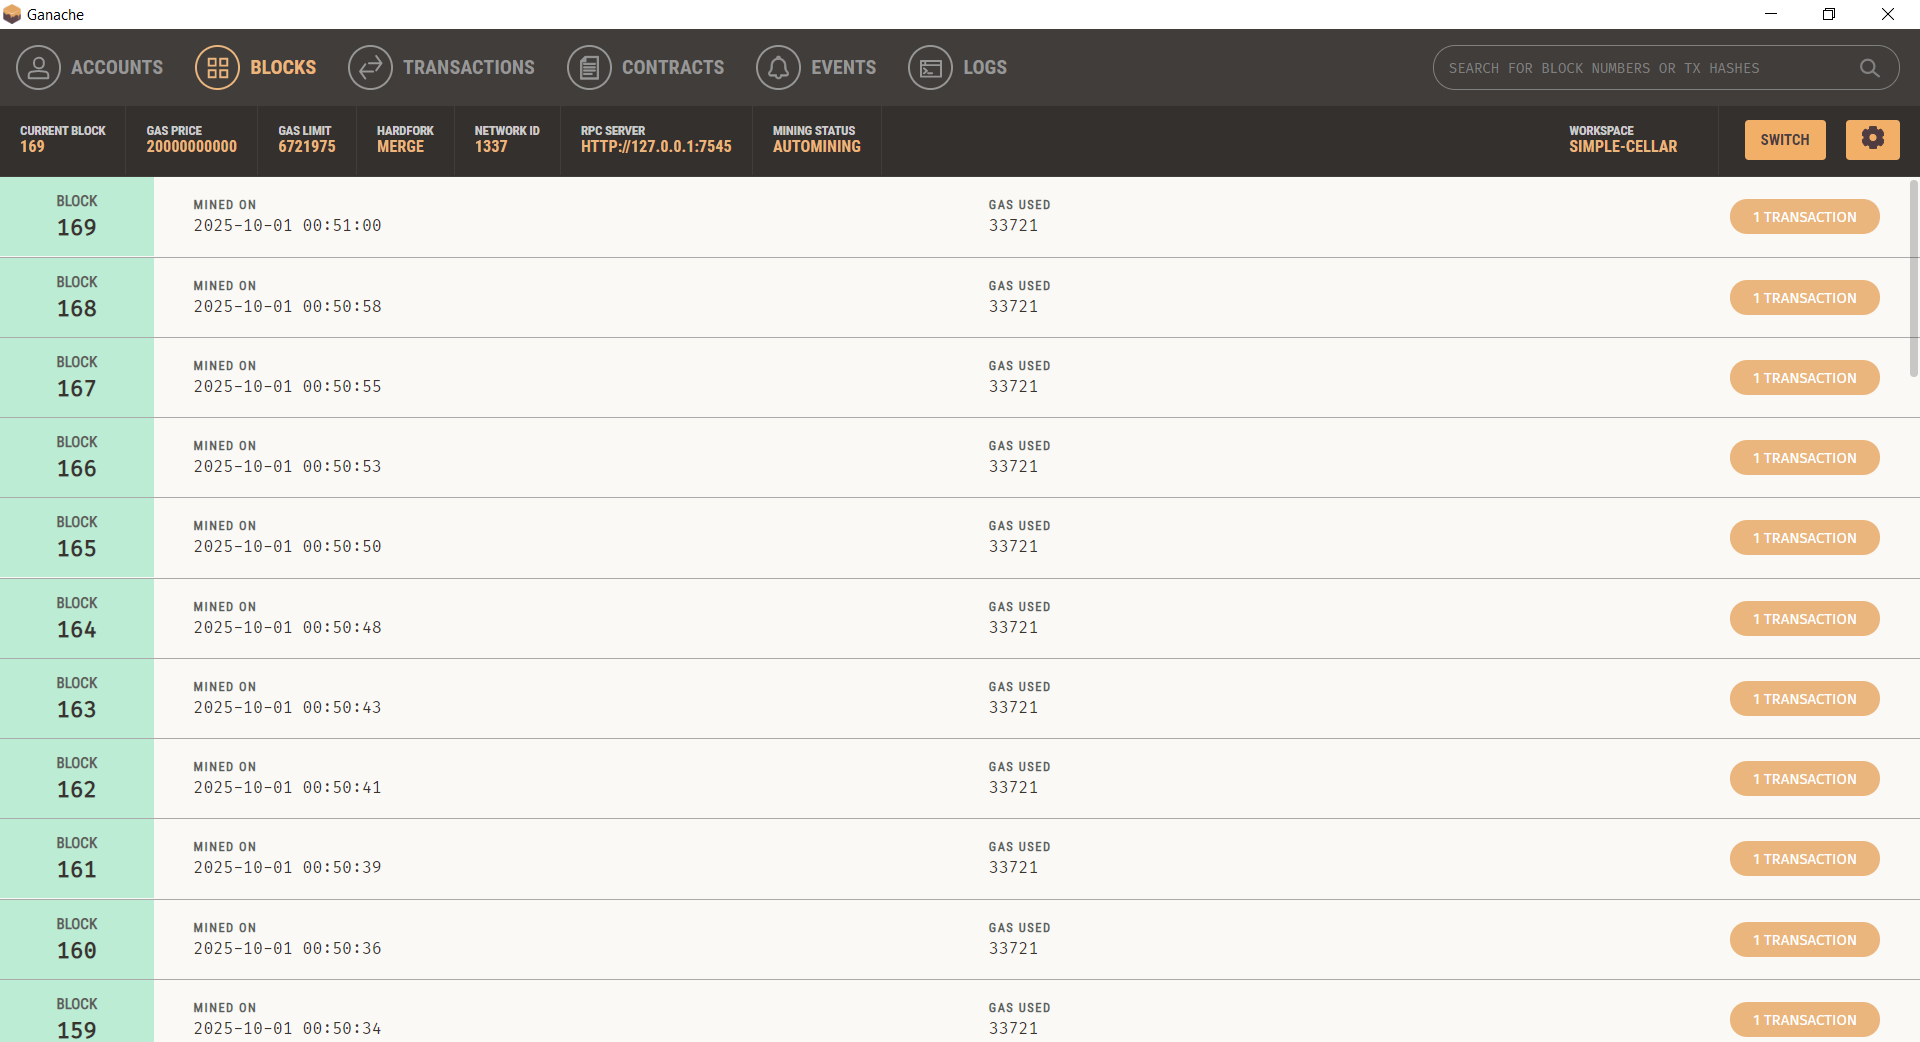 Ganache
ACCOUNTS BLOCKS TRANSACTIONS CONTRACTS EVENTS LOGS SEARCH FOR BLOCK NUMBERS OR TX HASHES
CURRENT BLOCK GAS PRICE GAS LIMIT HARDFORK NETWORK ID RPC SERVER MINING STATUS WORKSPACE
169 20000000000 6721975 MERGE 1337 HTTP://127.0.0.1:7545 AUTOMINING SIMPLE-CELLAR SWITCH
BLOCK MINED ON GAS USED
169 2025-10-01 00:51:00 33721 1 TRANSACTION
BLOCK MINED ON GAS USED
168 2025-10-01 00:50:58 33721 1 TRANSACTION
BLOCK MINED ON GAS USED
167 2025-10-01 00:50:55 33721 1 TRANSACTION
BLOCK MINED ON GAS USED
166 2025-10-01 00:50:53 33721 1 TRANSACTION
BLOCK MINED ON GAS USED
165 2025-10-01 00:50:50 33721 1 TRANSACTION
BLOCK MINED ON GAS USED
164 2025-10-01 00:50:48 33721 1 TRANSACTION
BLOCK MINED ON GAS USED
163 2025-10-01 00:50:43 33721 1 TRANSACTION
BLOCK MINED ON GAS USED
162 2025-10-01 00:50:41 33721 1 TRANSACTION
BLOCK MINED ON GAS USED
161 2025-10-01 00:50:39 33721 1 TRANSACTION
BLOCK MINED ON GAS USED
160 2025-10-01 00:50:36 33721 1 TRANSACTION
BLOCK MINED ON GAS USED
159 2025-10-01 00:50:34 33721 1 TRANSACTION